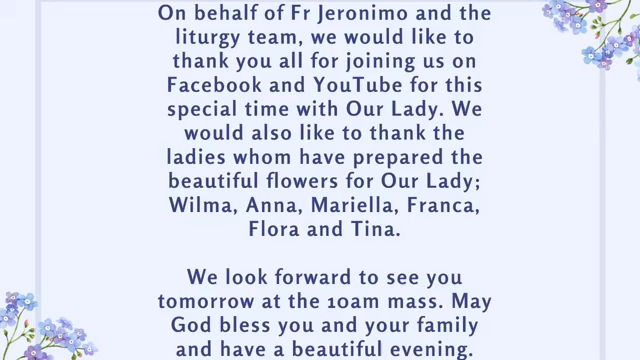 On behalf of Fr Jeronimo and the
liturgy team, we would like to
thank you all for joining us on
Facebook and YouTube for this
special time with Our Lady. We
would also like to thank the
ladies whom have prepared the
beautiful flowers for Our Lady;
Wilma, Anna, Mariella, Franca,
Flora and Tina.
We look forward to see you
tomorrow at the 10am mass. May
God bless you and your family
and have a beautiful evening.